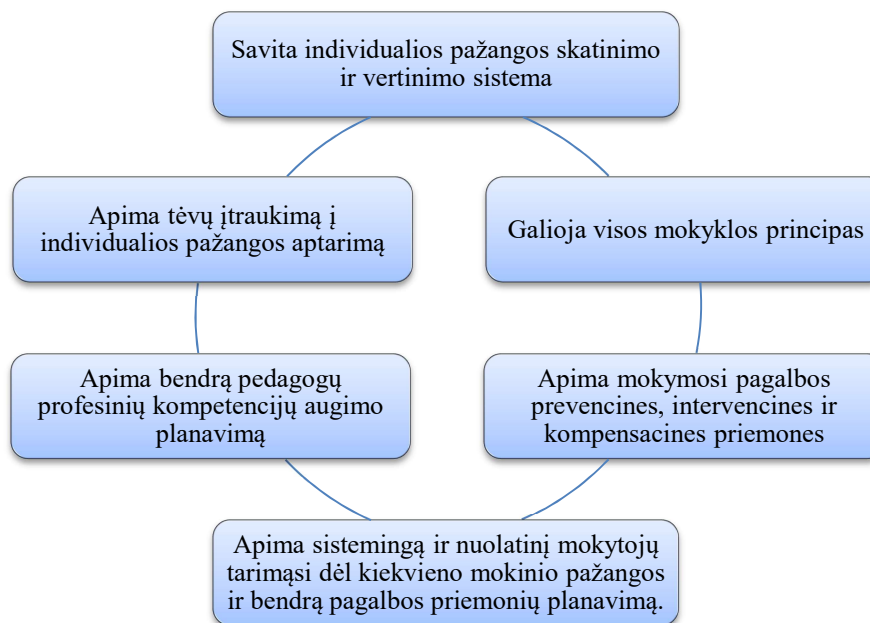 Savita individualios pažangos skatinimo
ir vertinimo sistema
Galioja visos mokyklos principas
Apima mokymosi pagalbos
prevencines, intervencines ir
kompensacines priemones
Apima sistemingą ir nuolatinį mokytojų
tarimąsi dėl kiekvieno mokinio pažangos
ir bendrą pagalbos priemonių planavimą.
Apima bendrą pedagogų
profesinių kompetencijų augimo
planavimą
Apima tėvų įtraukimą į
individualios pažangos aptarimą